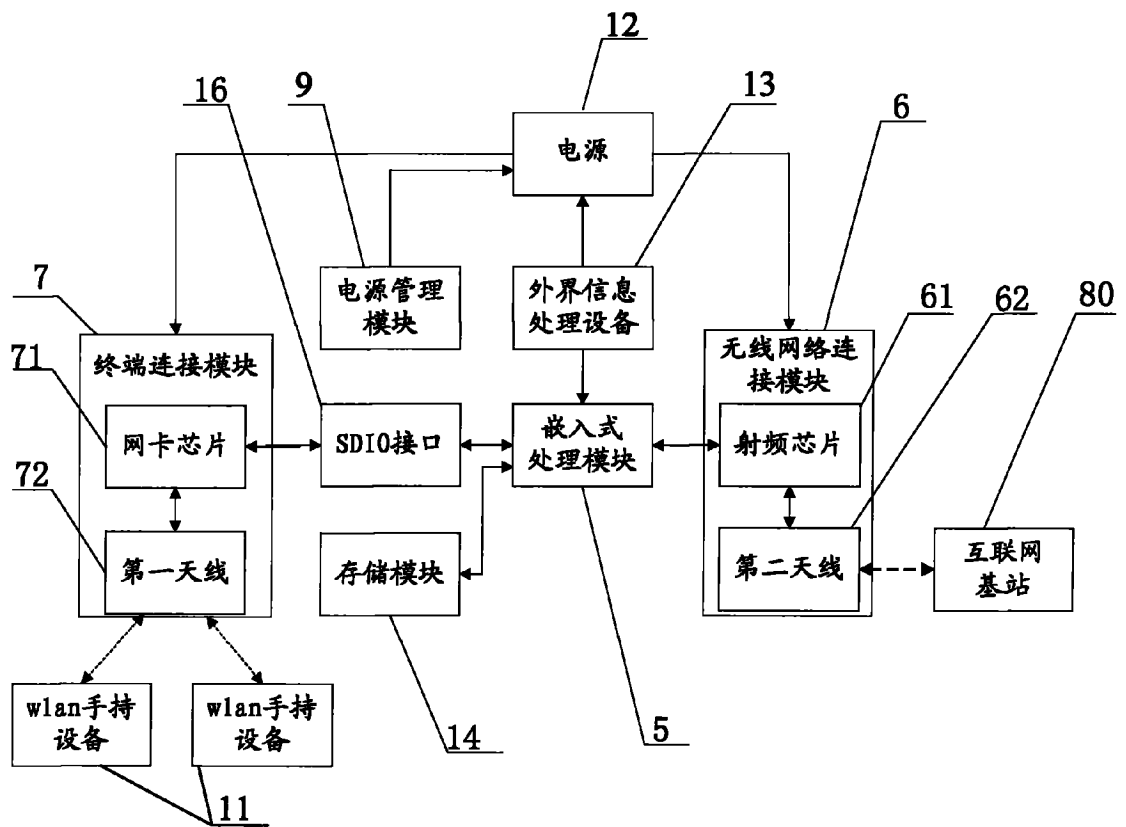 12
16
9
13
6
电源
7
电源管理
模块
外界信息
处理设备
61
62
80
71
终端连接模块
无线网络连
接模块
网卡芯片
SDIO接口
嵌入式
处理模块
射频芯片
72
第一天线
存储模块
第二天线
互联网
基站
wlan手持
设备
wlan手持
设备
14
5
11